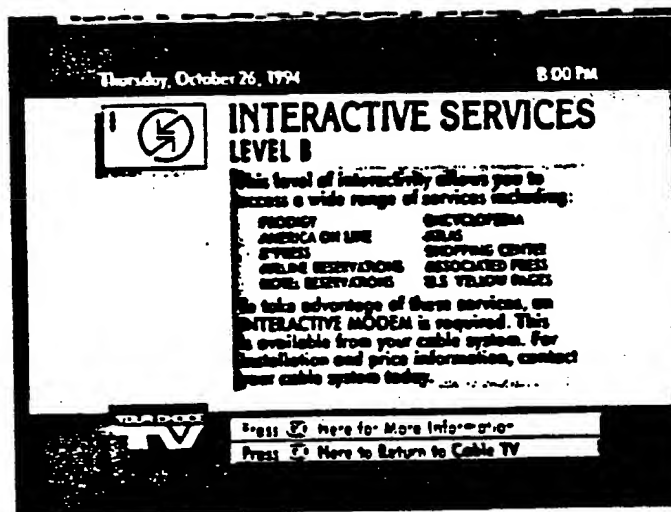 Thursday, October 26, 1994
8:00 PM
INTERACTIVE SERVICES
LEVEL B
This level of interactivity allows you to
access a wide range of services including:
PRODIGY
AMERICA ON LINE
X*PRESS
AIRLINE RESERVATIONS
HOTEL RESERVATIONS
ENCYCLOPEDIA
ATLAS
SHOPPING CENTER
ASSOCIATED PRESS
U.S. YELLOW PAGES
To take advantage of these services, an
INTERACTIVE MODEM is required. This
is available from your cable system. For
installation and price information, contact
your cable system today.
YOUR CHOICE
TV
Press Here for More Information
Press Here to Return to Cable TV